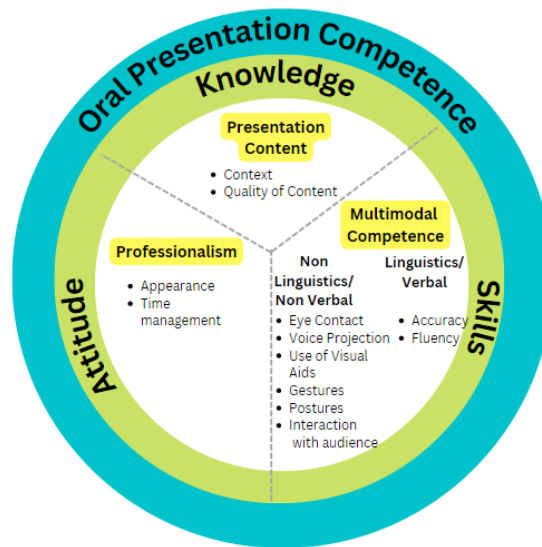 Oral Presentation Competence
Knowledge
Presentation
Content
• Context
• Quality of Content
Multimodal
Competence
Professionalism
• Appearance
• Time
management
Non
Linguistics/
Non Verbal
• Eye Contact
• Voice Projection
• Use of Visual
Aids
• Gestures
• Postures
• Interaction
with audience
Linguistics/
Verbal
• Accuracy
• Fluency
Attitude
Skills